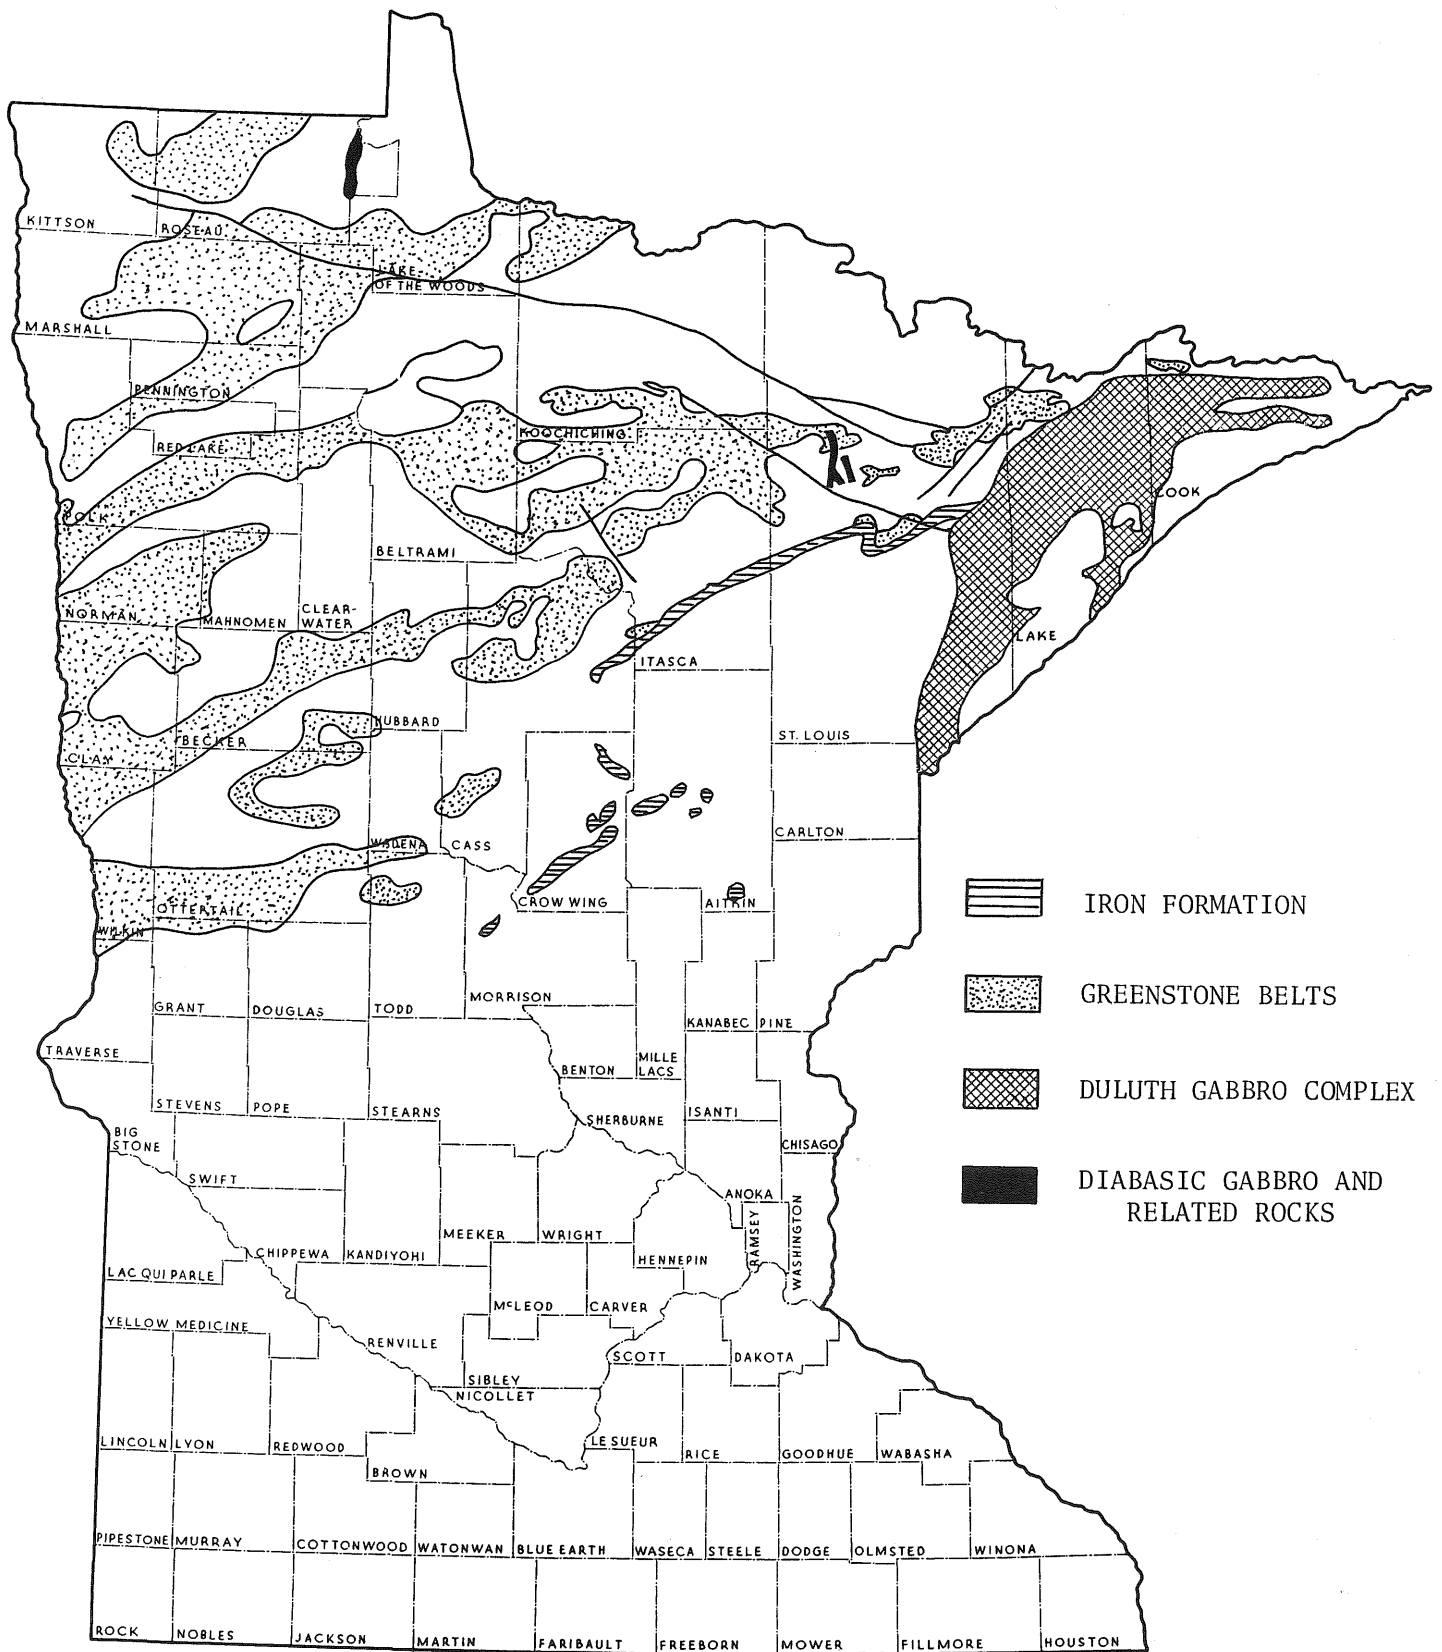 KITTSON
ROSEAU
LAKE
OF THE WOODS
MARSHALL
PENNINGTON
RED LAKE
KOOCHICHING
COOK
POLK
BELTRAMI
NORMAN
MAHNOMEN
CLEAR-
WATER
LAKE
ITASCA
HUBBARD
BECKER
ST. LOUIS
CLAY
WADENA
CASS
CARLTON
CROW WING
AITKIN
OTTERTAIL
WILKIN
IRON FORMATION
GREENSTONE BELTS
DULUTH GABBRO COMPLEX
DIABASIC GABBRO AND
RELATED ROCKS
GRANT
DOUGLAS
TODD
MORRISON
KANABEC
PINE
TRAVERSE
BENTON
MILLE
LACS
STEVENS
POPE
STEARNS
SHERBURNE
ISANTI
BIG
STONE
CHISAGO
SWIFT
ANOKA
RAMSEY
WASHINGTON
MEEKER
WRIGHT
HENNEPIN
CHIPPEWA
KANDIYOHI
LAC QUI PARLE
McLEOD
CARVER
YELLOW MEDICINE
RENVILLE
SCOTT
DAKOTA
SIBLEY
NICOLLET
LINCOLN
LYON
REDWOOD
LE SUEUR
RICE
GOODHUE
WABASHA
BROWN
PIPESTONE
MURRAY
COTTONWOOD
WATONWAN
BLUE EARTH
WASECA
STEELE
DODGE
OLMSTED
WINONA
ROCK
NOBLES
JACKSON
MARTIN
FARIBAULT
FREEBORN
MOWER
FILLMORE
HOUSTON